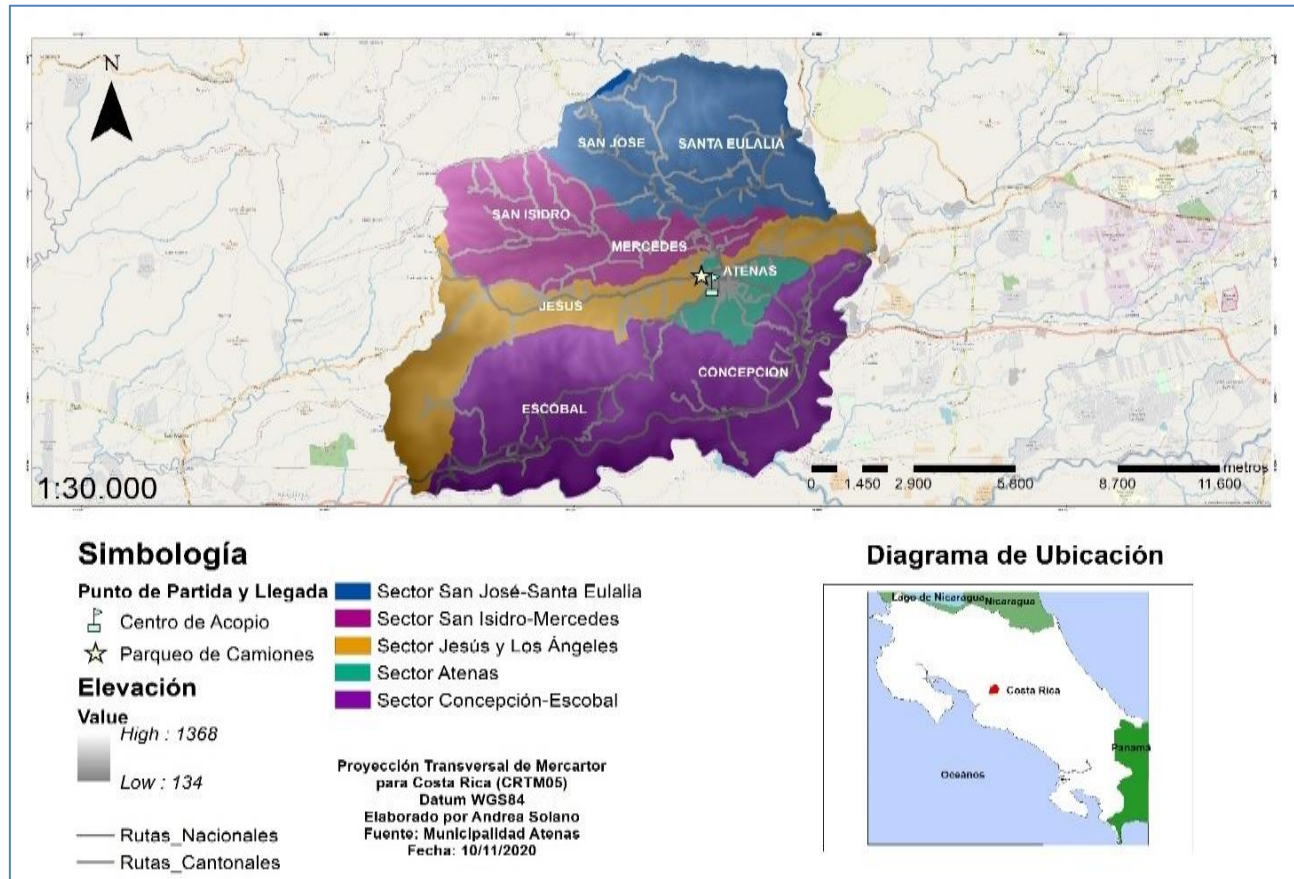 N
SAN JOSE
SANTA EULALIA
SAN ISIDRO
MERCEDES
ATENAS
JESUS
CONCEPCION
ESCOBAL
1:30.000
metros
0 1.450 2.900 5.800 8.700 11.600
Simbología
Punto de Partida y Llegada
Centro de Acopio
Parqueo de Camiones
Elevación
Value
High : 1368
Low : 134
Rutas_Nacionales
Rutas_Cantonales
Sector San José-Santa Eulalia
Sector San Isidro-Mercedes
Sector Jesús y Los Ángeles
Sector Atenas
Sector Concepción-Escobal
Proyección Transversal de Mercartor
para Costa Rica (CRTM05)
Datum WGS84
Elaborado por Andrea Solano
Fuente: Municipalidad Atenas
Fecha: 10/11/2020
Diagrama de Ubicación
Lago de Nicaragua
Nicaragua
Costa Rica
Panamá
Oceános